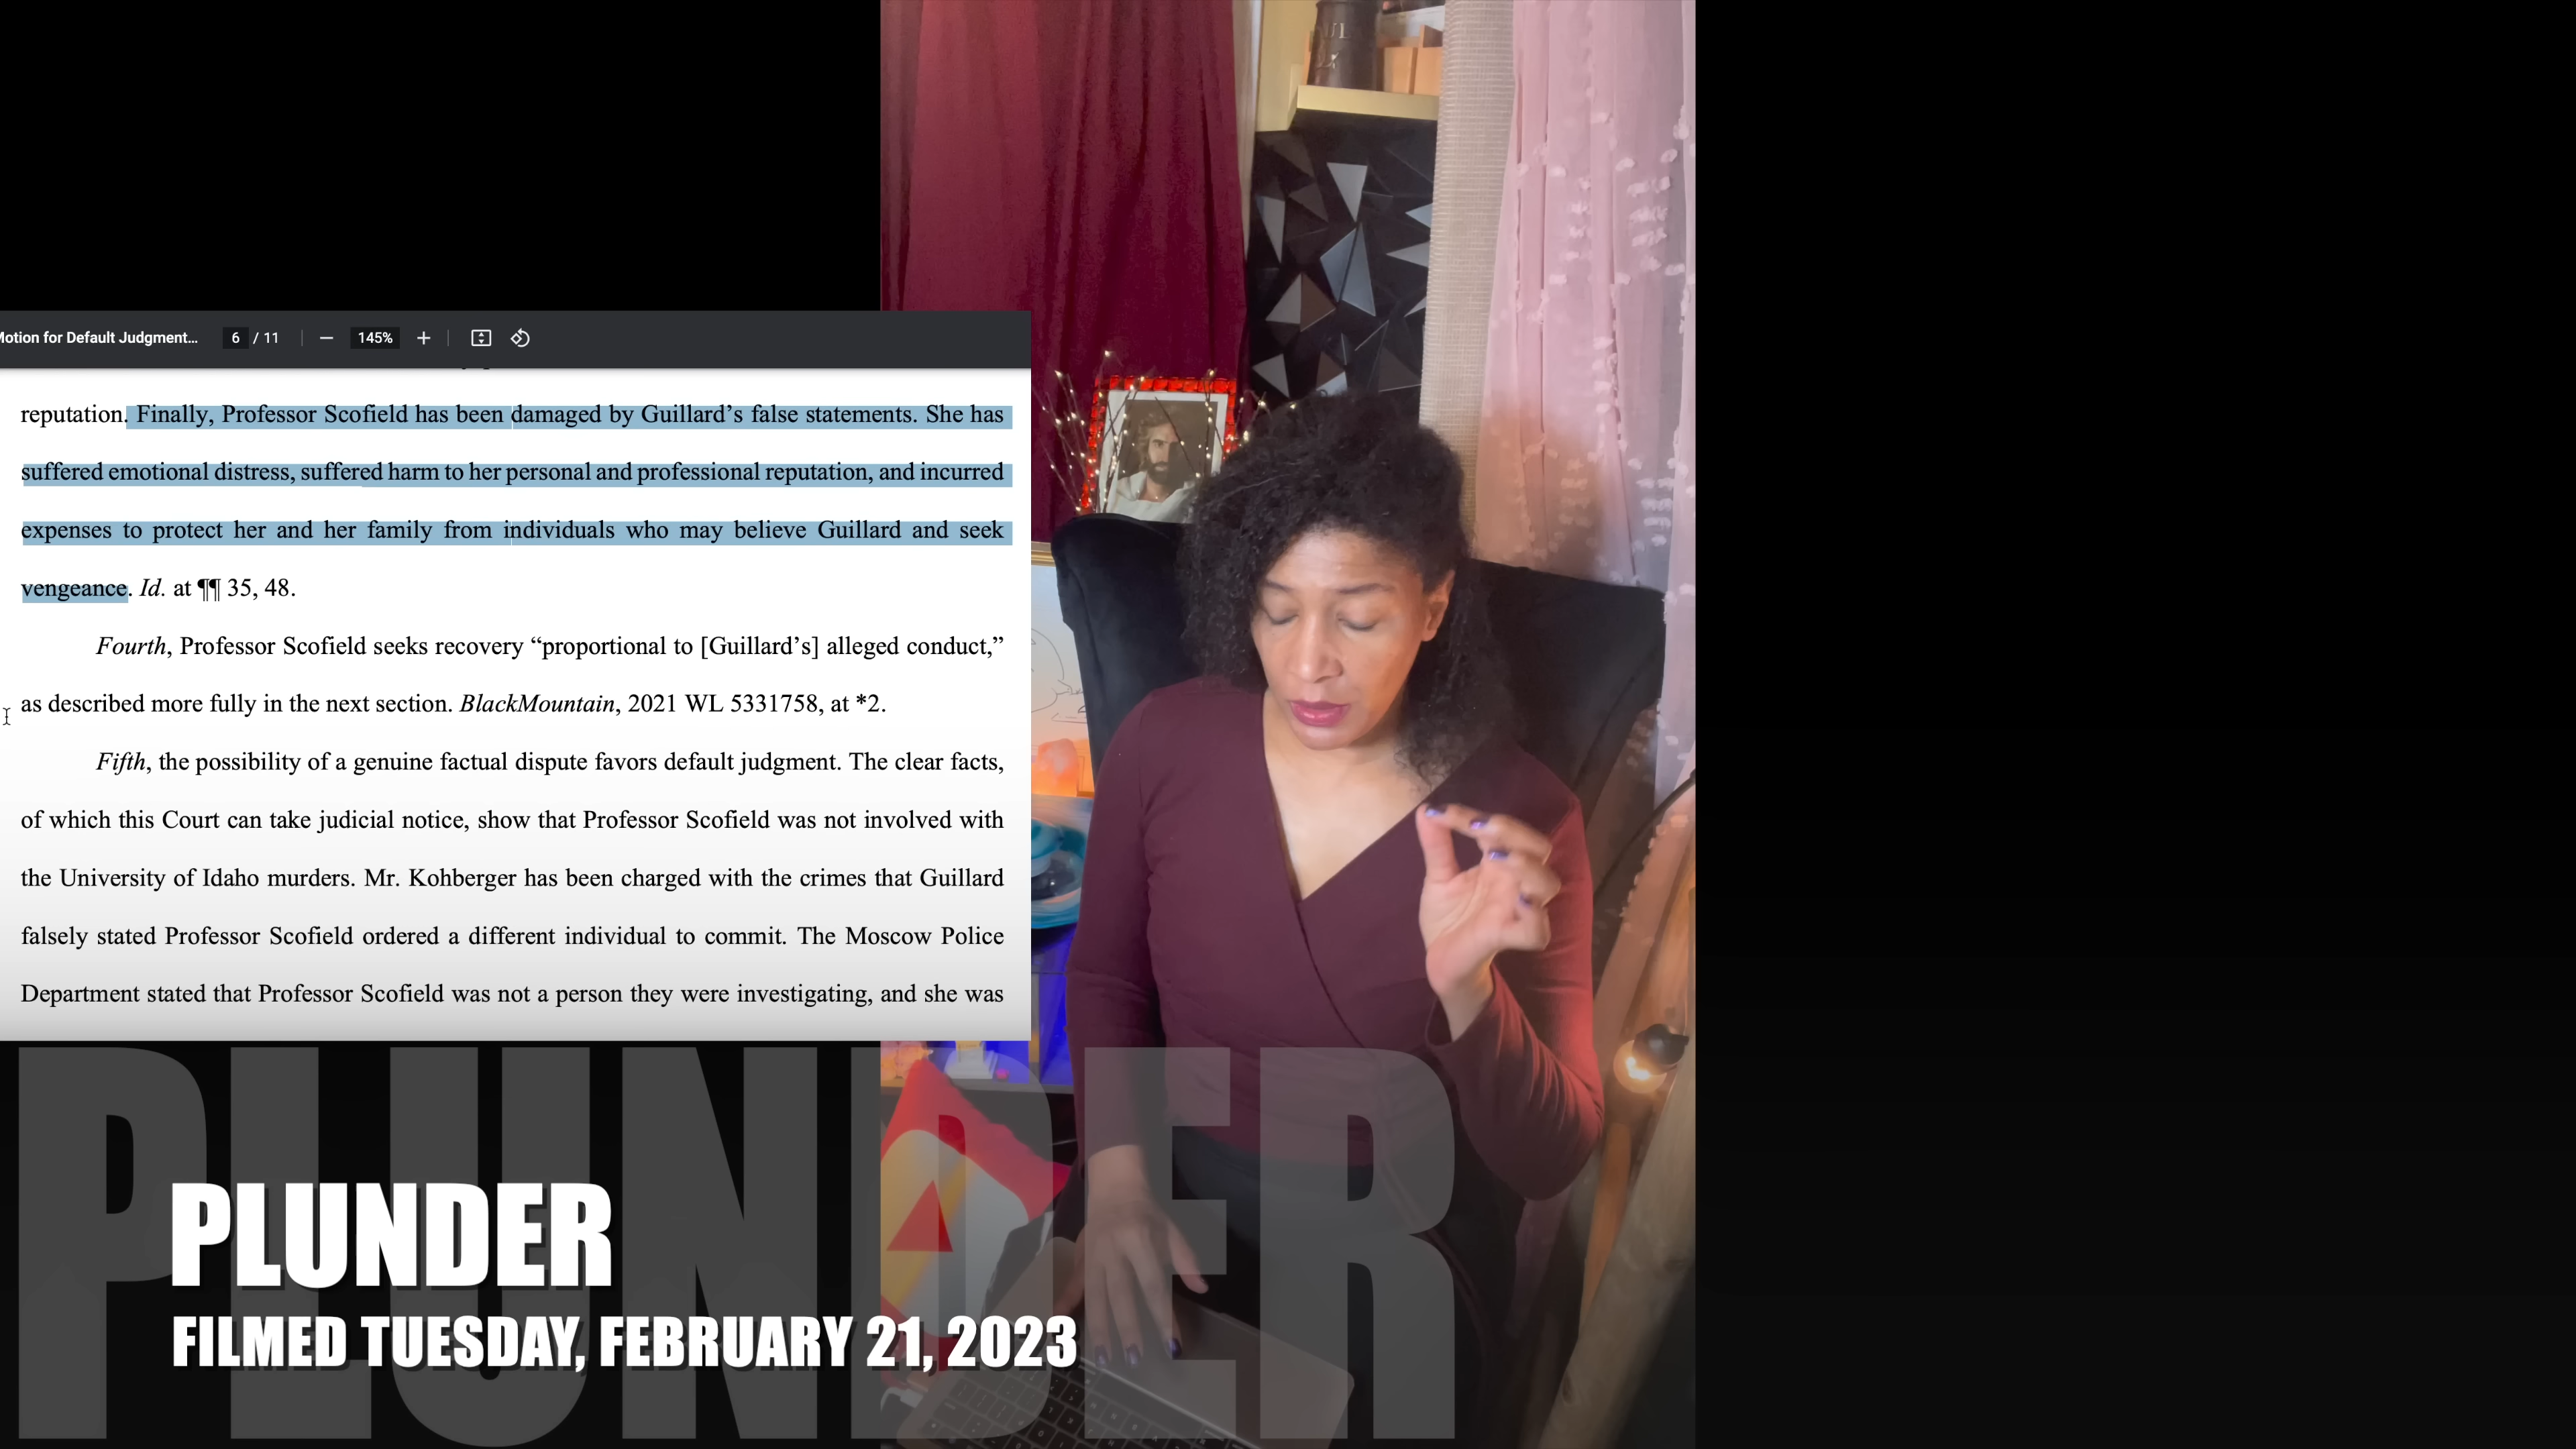 Motion for Default Judgment... 6 / 11 145%
reputation. Finally, Professor Scofield has been damaged by Guillard’s false statements. She has
suffered emotional distress, suffered harm to her personal and professional reputation, and incurred
expenses to protect her and her family from individuals who may believe Guillard and seek
vengeance. Id. at ¶¶ 35, 48.
Fourth, Professor Scofield seeks recovery “proportional to [Guillard’s] alleged conduct,”
as described more fully in the next section. BlackMountain, 2021 WL 5331758, at *2.
Fifth, the possibility of a genuine factual dispute favors default judgment. The clear facts,
of which this Court can take judicial notice, show that Professor Scofield was not involved with
the University of Idaho murders. Mr. Kohberger has been charged with the crimes that Guillard
falsely stated Professor Scofield ordered a different individual to commit. The Moscow Police
Department stated that Professor Scofield was not a person they were investigating, and she was
PLUNDER
PLUNDER
FILMED TUESDAY, FEBRUARY 21, 2023